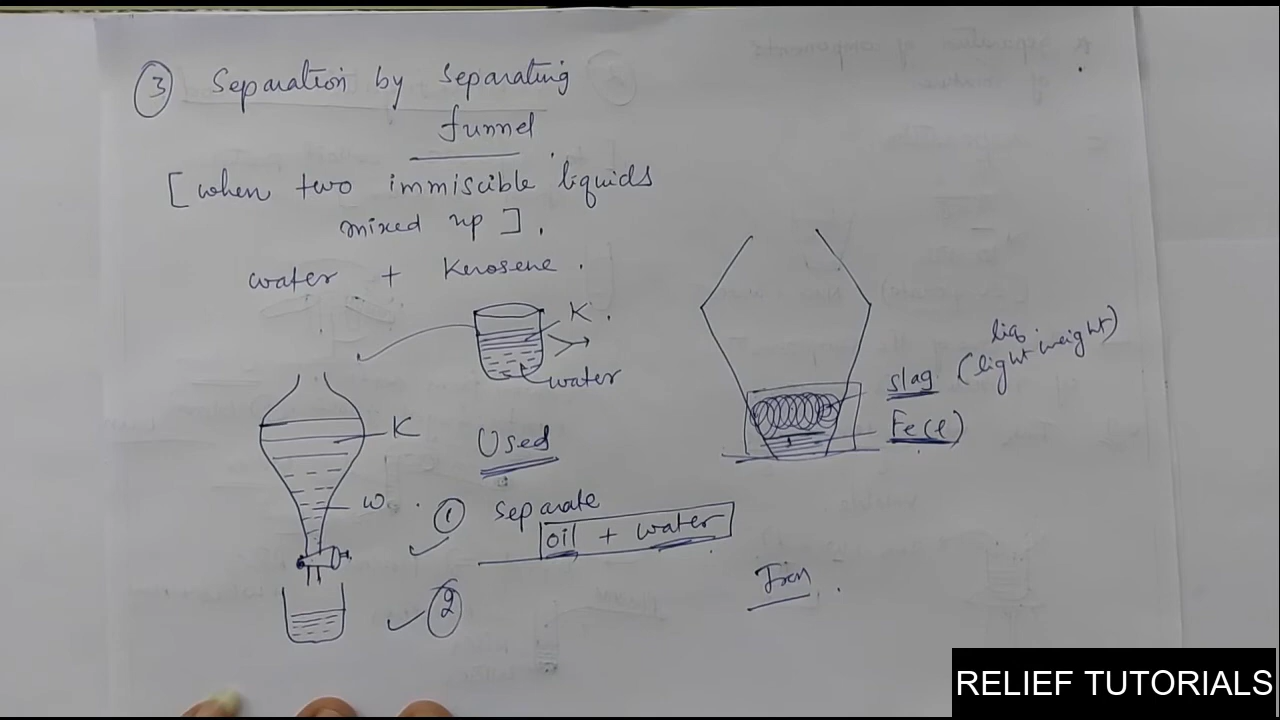 ③ Separation by separating
funnel
[when two immiscible liquids
mixed up].
water + Kerosene.
K.
water
K
w.
Used
① separate
oil + water
②
liq.
slag (light weight)
Fe(l)
Iron.
RELIEF TUTORIALS